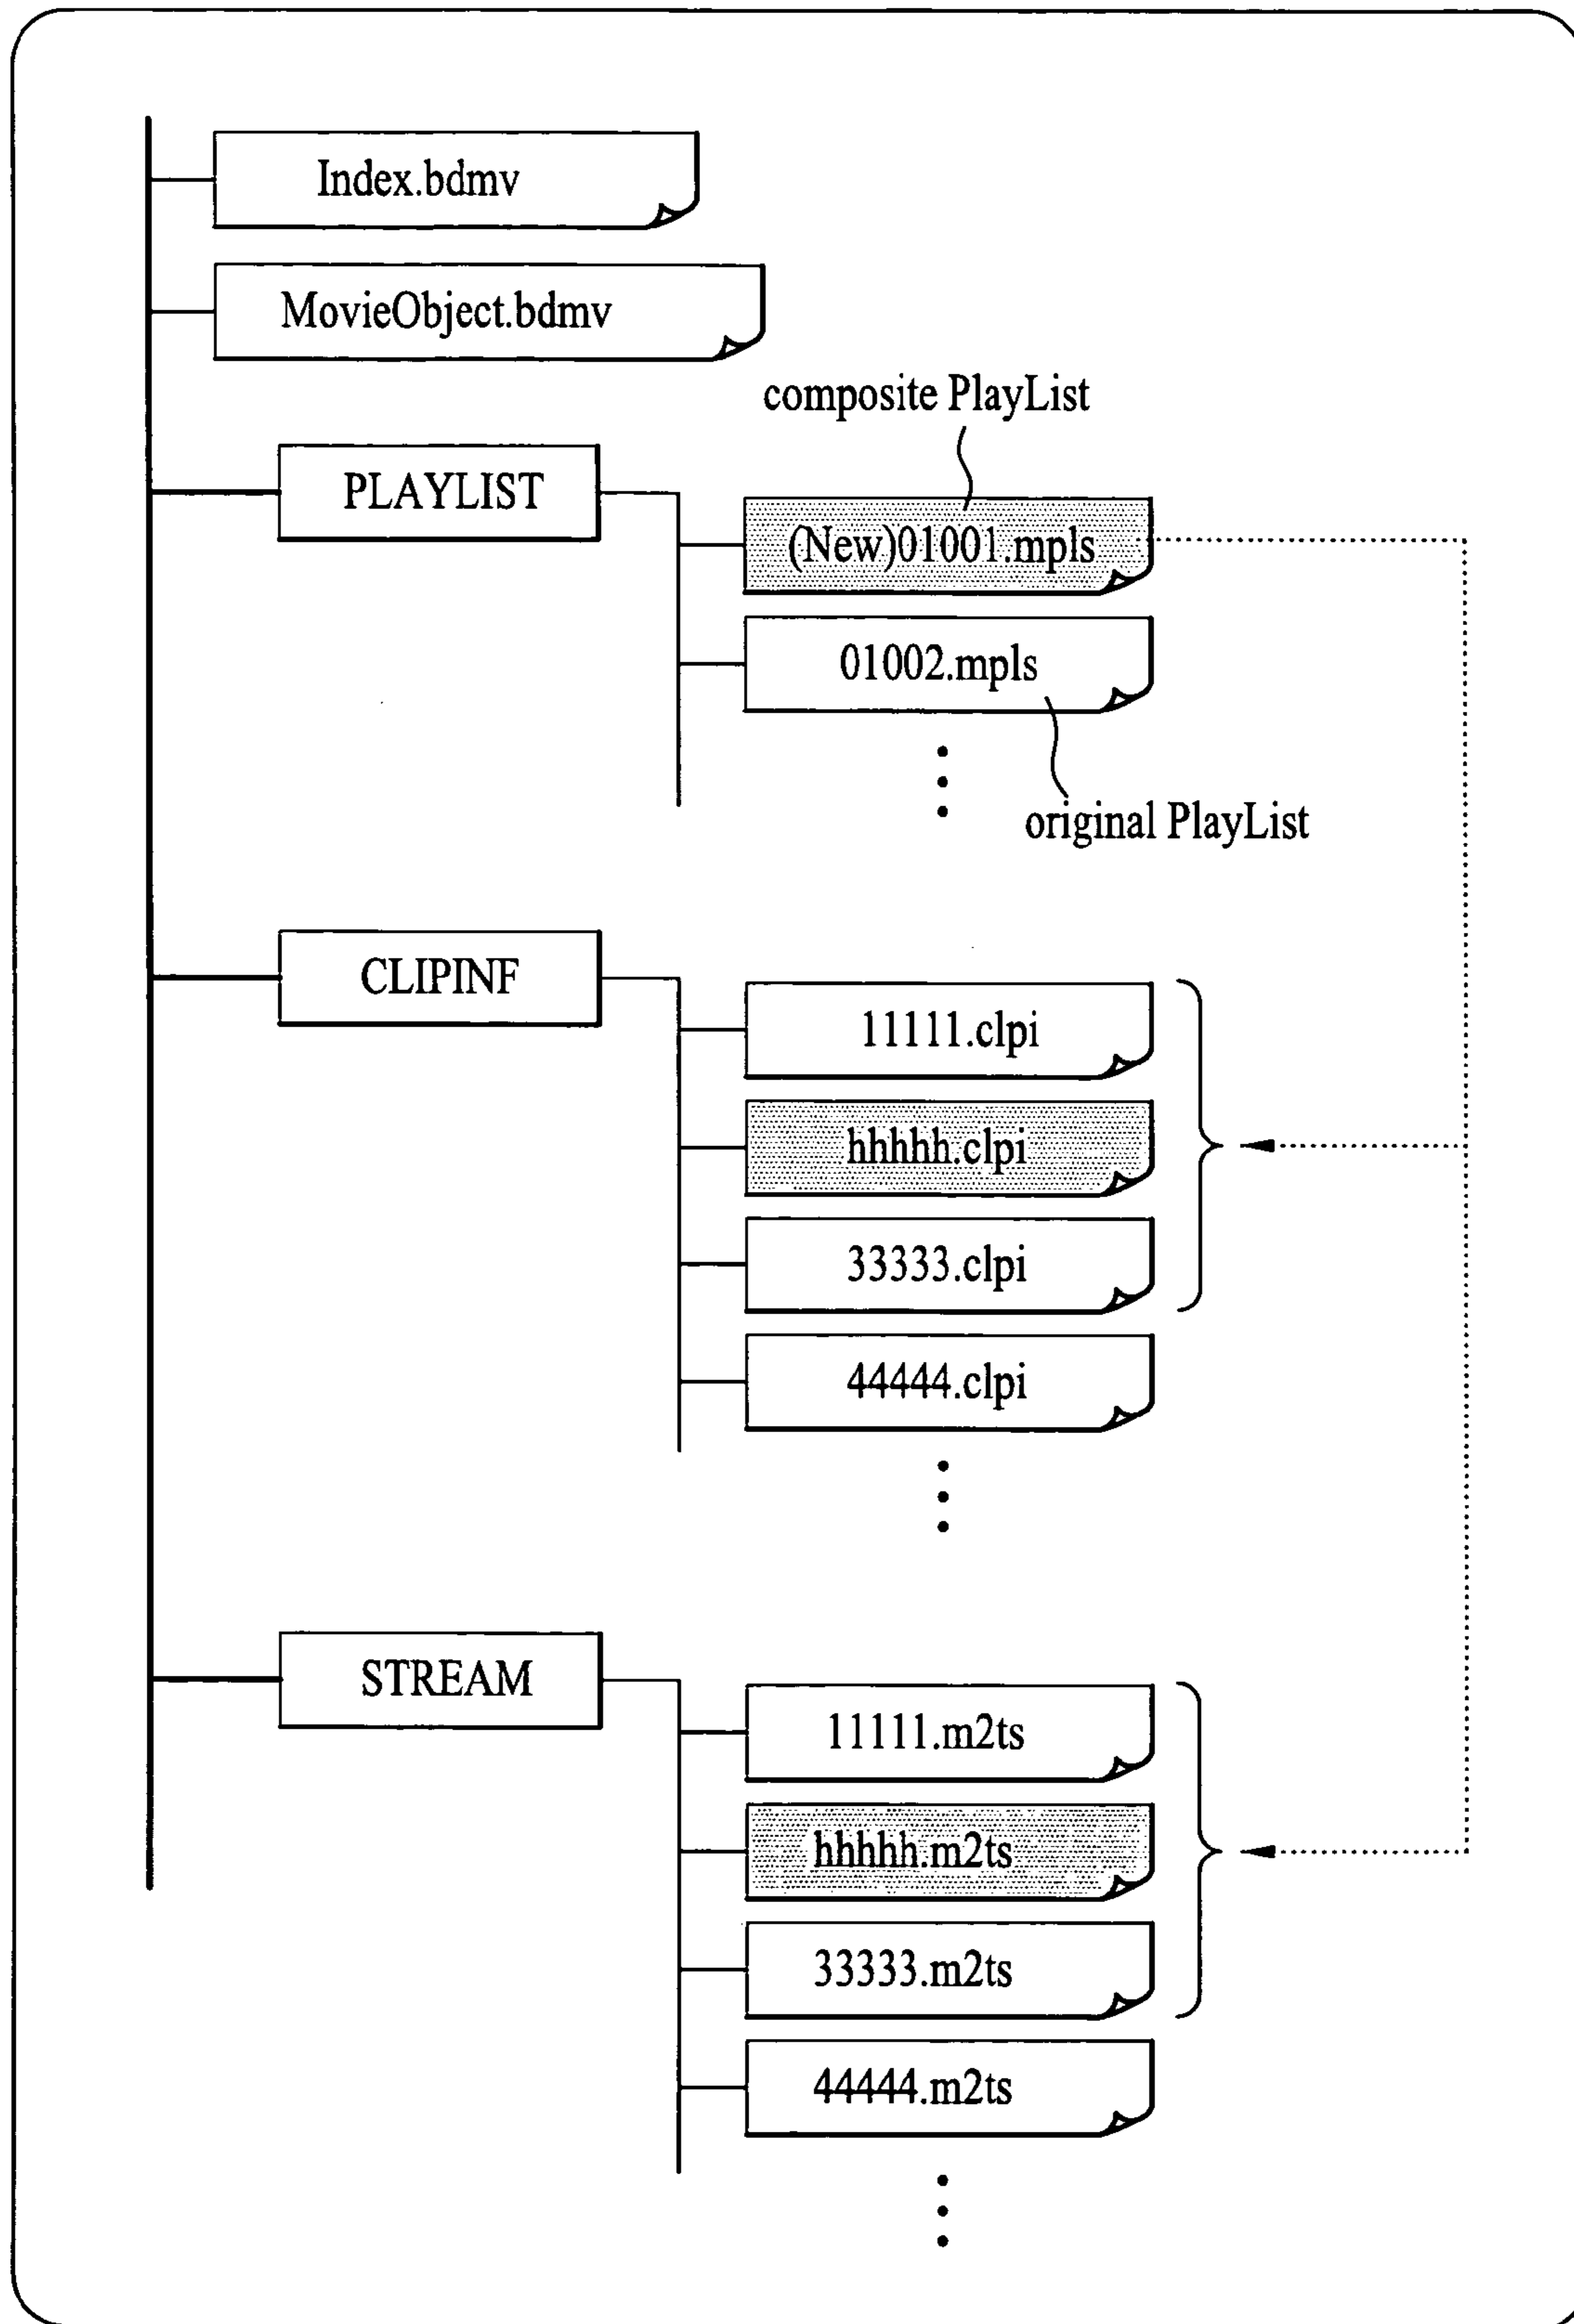 Index.bdmv
MovieObject.bdmv
composite PlayList
PLAYLIST
(New)01001.mpls
01002.mpls
original PlayList
CLIPINF
11111.clpi
hhhhh.clpi
33333.clpi
44444.clpi
STREAM
11111.m2ts
hhhhh.m2ts
33333.m2ts
44444.m2ts